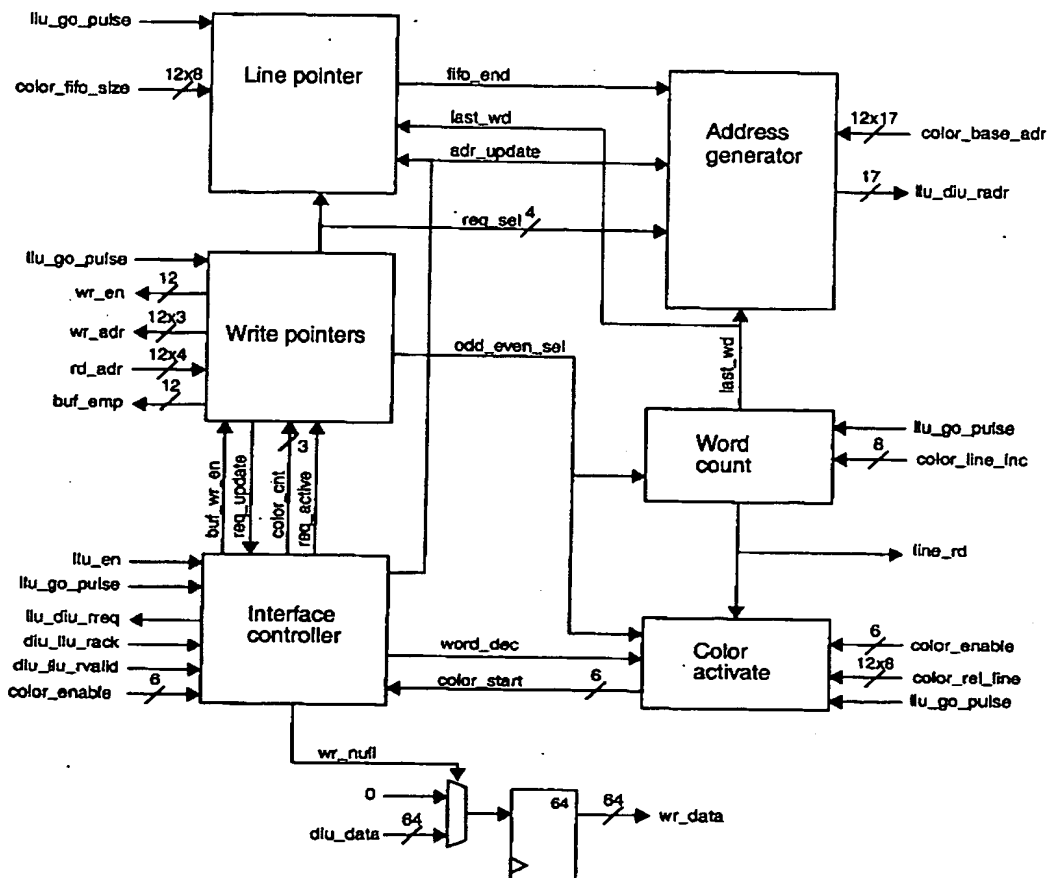 llu_go_pulse
color_fifo_size
12x8
Line pointer
fifo_end
last_wd
adr_update
req_sel
4
Address
generator
12x17
color_base_adr
17
llu_diu_radr
llu_go_pulse
wr_en
12
wr_adr
12x3
rd_adr
12x4
buf_emp
12
Write pointers
odd_even_sel
last_wd
Word
count
llu_go_pulse
8
color_line_inc
buf_wr_en
req_update
color_cnt
3
req_active
line_rd
llu_en
llu_go_pulse
llu_diu_rreq
diu_llu_rack
diu_llu_rvalid
color_enable
6
Interface
controller
word_dec
color_start
6
Color
activate
6
color_enable
12x8
color_rel_line
llu_go_pulse
wr_null
0
diu_data
64
64
64
wr_data